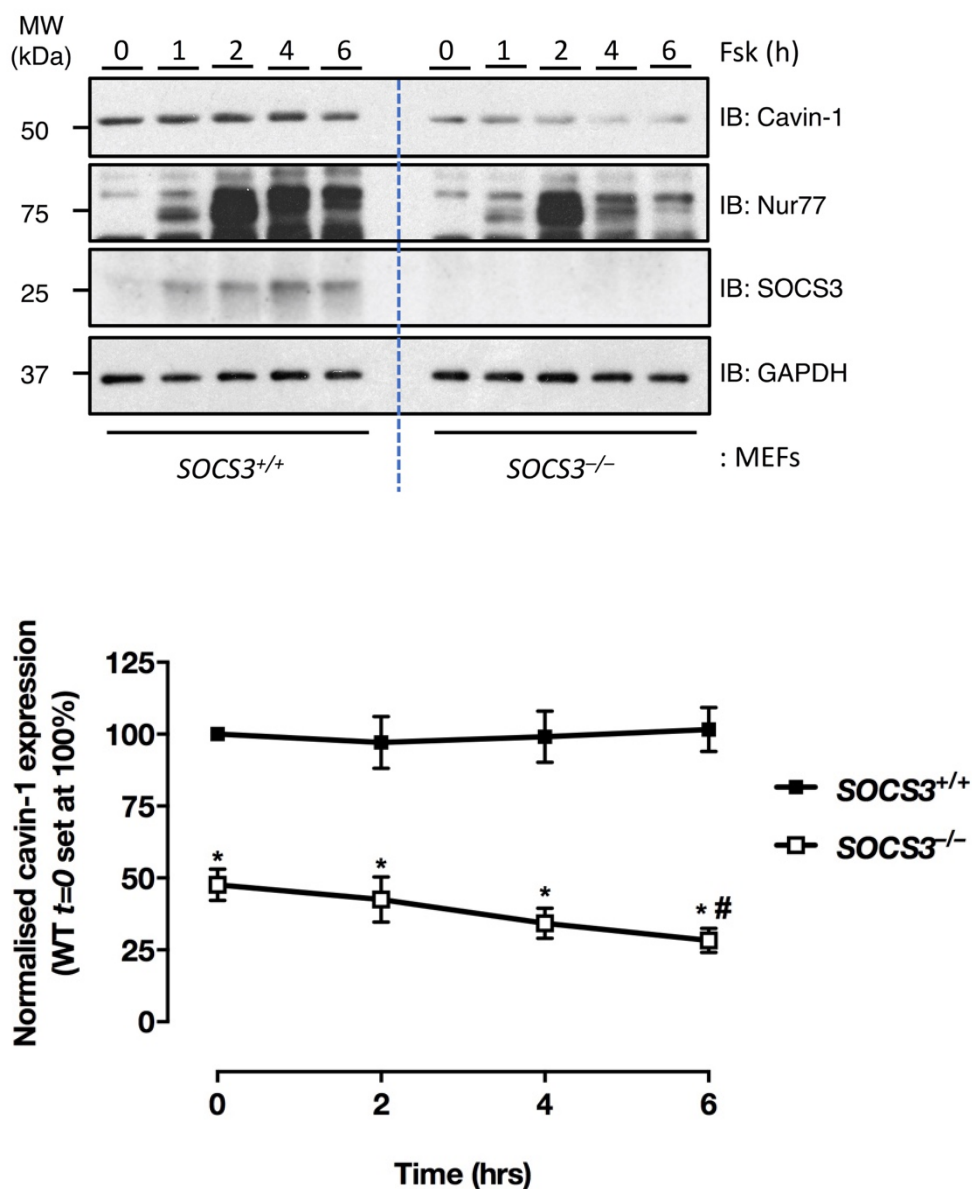 MW
(kDa)
0 1 2 4 6 0 1 2 4 6 Fsk (h)
50 IB: Cavin-1
75 IB: Nur77
25 IB: SOCS3
37 IB: GAPDH
SOCS3+/+ SOCS3–/– : MEFs
Normalised cavin-1 expression
(WT t=0 set at 100%)
125
100
75
50
25
0
* * * * #
SOCS3+/+
SOCS3–/–
0 2 4 6
Time (hrs)